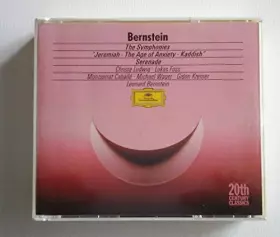 Bernstein
The Symphonies
"Jeremiah · The Age of Anxiety · Kaddish"
Serenade
Christa Ludwig · Lukas Foss
Montserrat Caballé · Michael Wager · Gidon Kremer
Leonard Bernstein
20th
CENTURY
CLASSICS